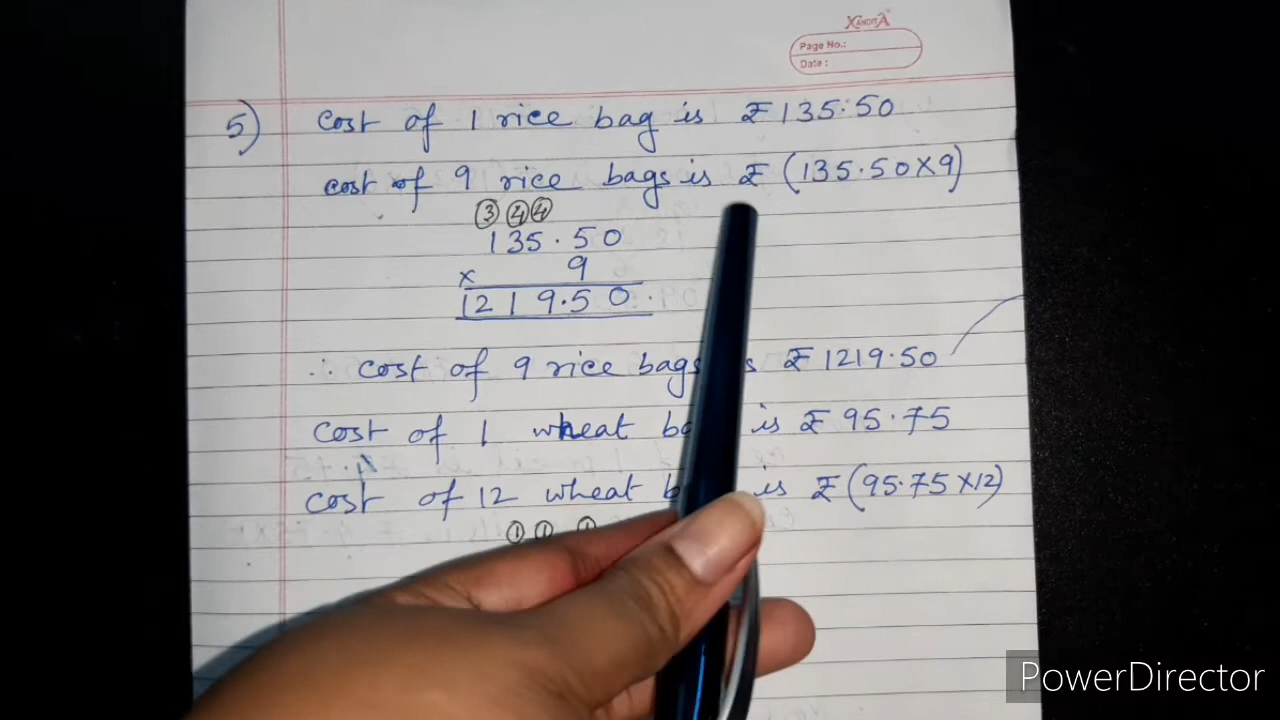 XANDITA
Page No.:
Date :
5) Cost of 1 rice bag is ₹135.50
cost of 9 rice bags is ₹ (135.50×9)
③ ④④
135.50
× 9
1219.50
∴ cost of 9 rice bags is ₹ 1219.50
Cost of 1 wheat is ₹ 95.75
cost of 12 wheat is ₹ (95.75×12)
① ① ①
PowerDirector